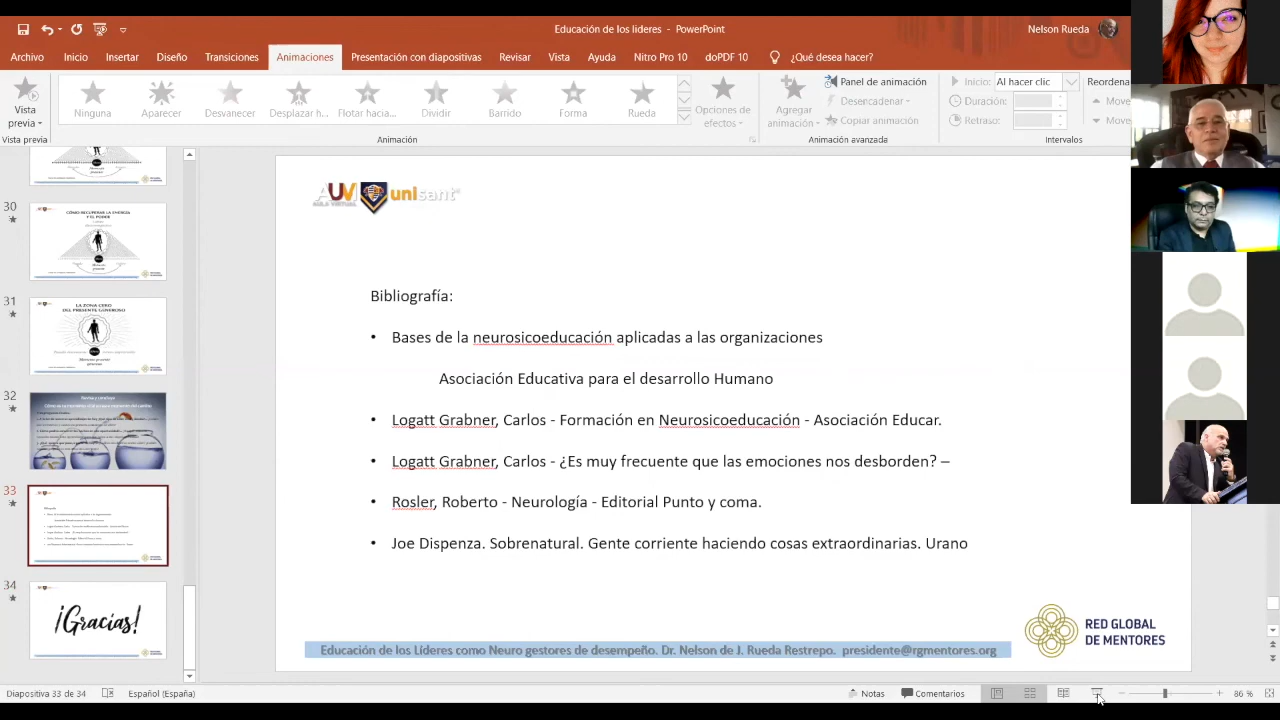 Educación de los lideres - PowerPoint
Nelson Rueda
Archivo Inicio Insertar Diseño Transiciones Animaciones Presentación con diapositivas Revisar Vista Ayuda Nitro Pro 10 doPDF 10 ¿Qué desea hacer?
Vista previa
Ninguna Aparecer Desvanecer Desplazar h... Flotar hacia... Dividir Barrido Forma Rueda
Opciones de efectos
Agregar animación
Panel de animación
Desencadenar
Copiar animación
Inicio: Al hacer clic
Duración:
Retraso:
Reordena
Move
Move
Vista previa Animación Animación avanzada Intervalos
30
CÓMO RECUPERAR LA ENERGÍA
Y EL PODER
31
LA ZONA CERO
DEL PRESENTE GENEROSO
32
33
34
¡Gracias!
AUV
AULA VIRTUAL
unisant
Bibliografía:
• Bases de la neurosicoeducación aplicadas a las organizaciones
Asociación Educativa para el desarrollo Humano
• Logatt Grabner, Carlos - Formación en Neurosicoeducación - Asociación Educar.
• Logatt Grabner, Carlos - ¿Es muy frecuente que las emociones nos desborden? –
• Rosler, Roberto - Neurología - Editorial Punto y coma.
• Joe Dispenza. Sobrenatural. Gente corriente haciendo cosas extraordinarias. Urano
RED GLOBAL
DE MENTORES
Educación de los Líderes como Neuro gestores de desempeño. Dr. Nelson de J. Rueda Restrepo. presidente@rgmentores.org
Diapositiva 33 de 34 Español (España) Notas Comentarios 86 %